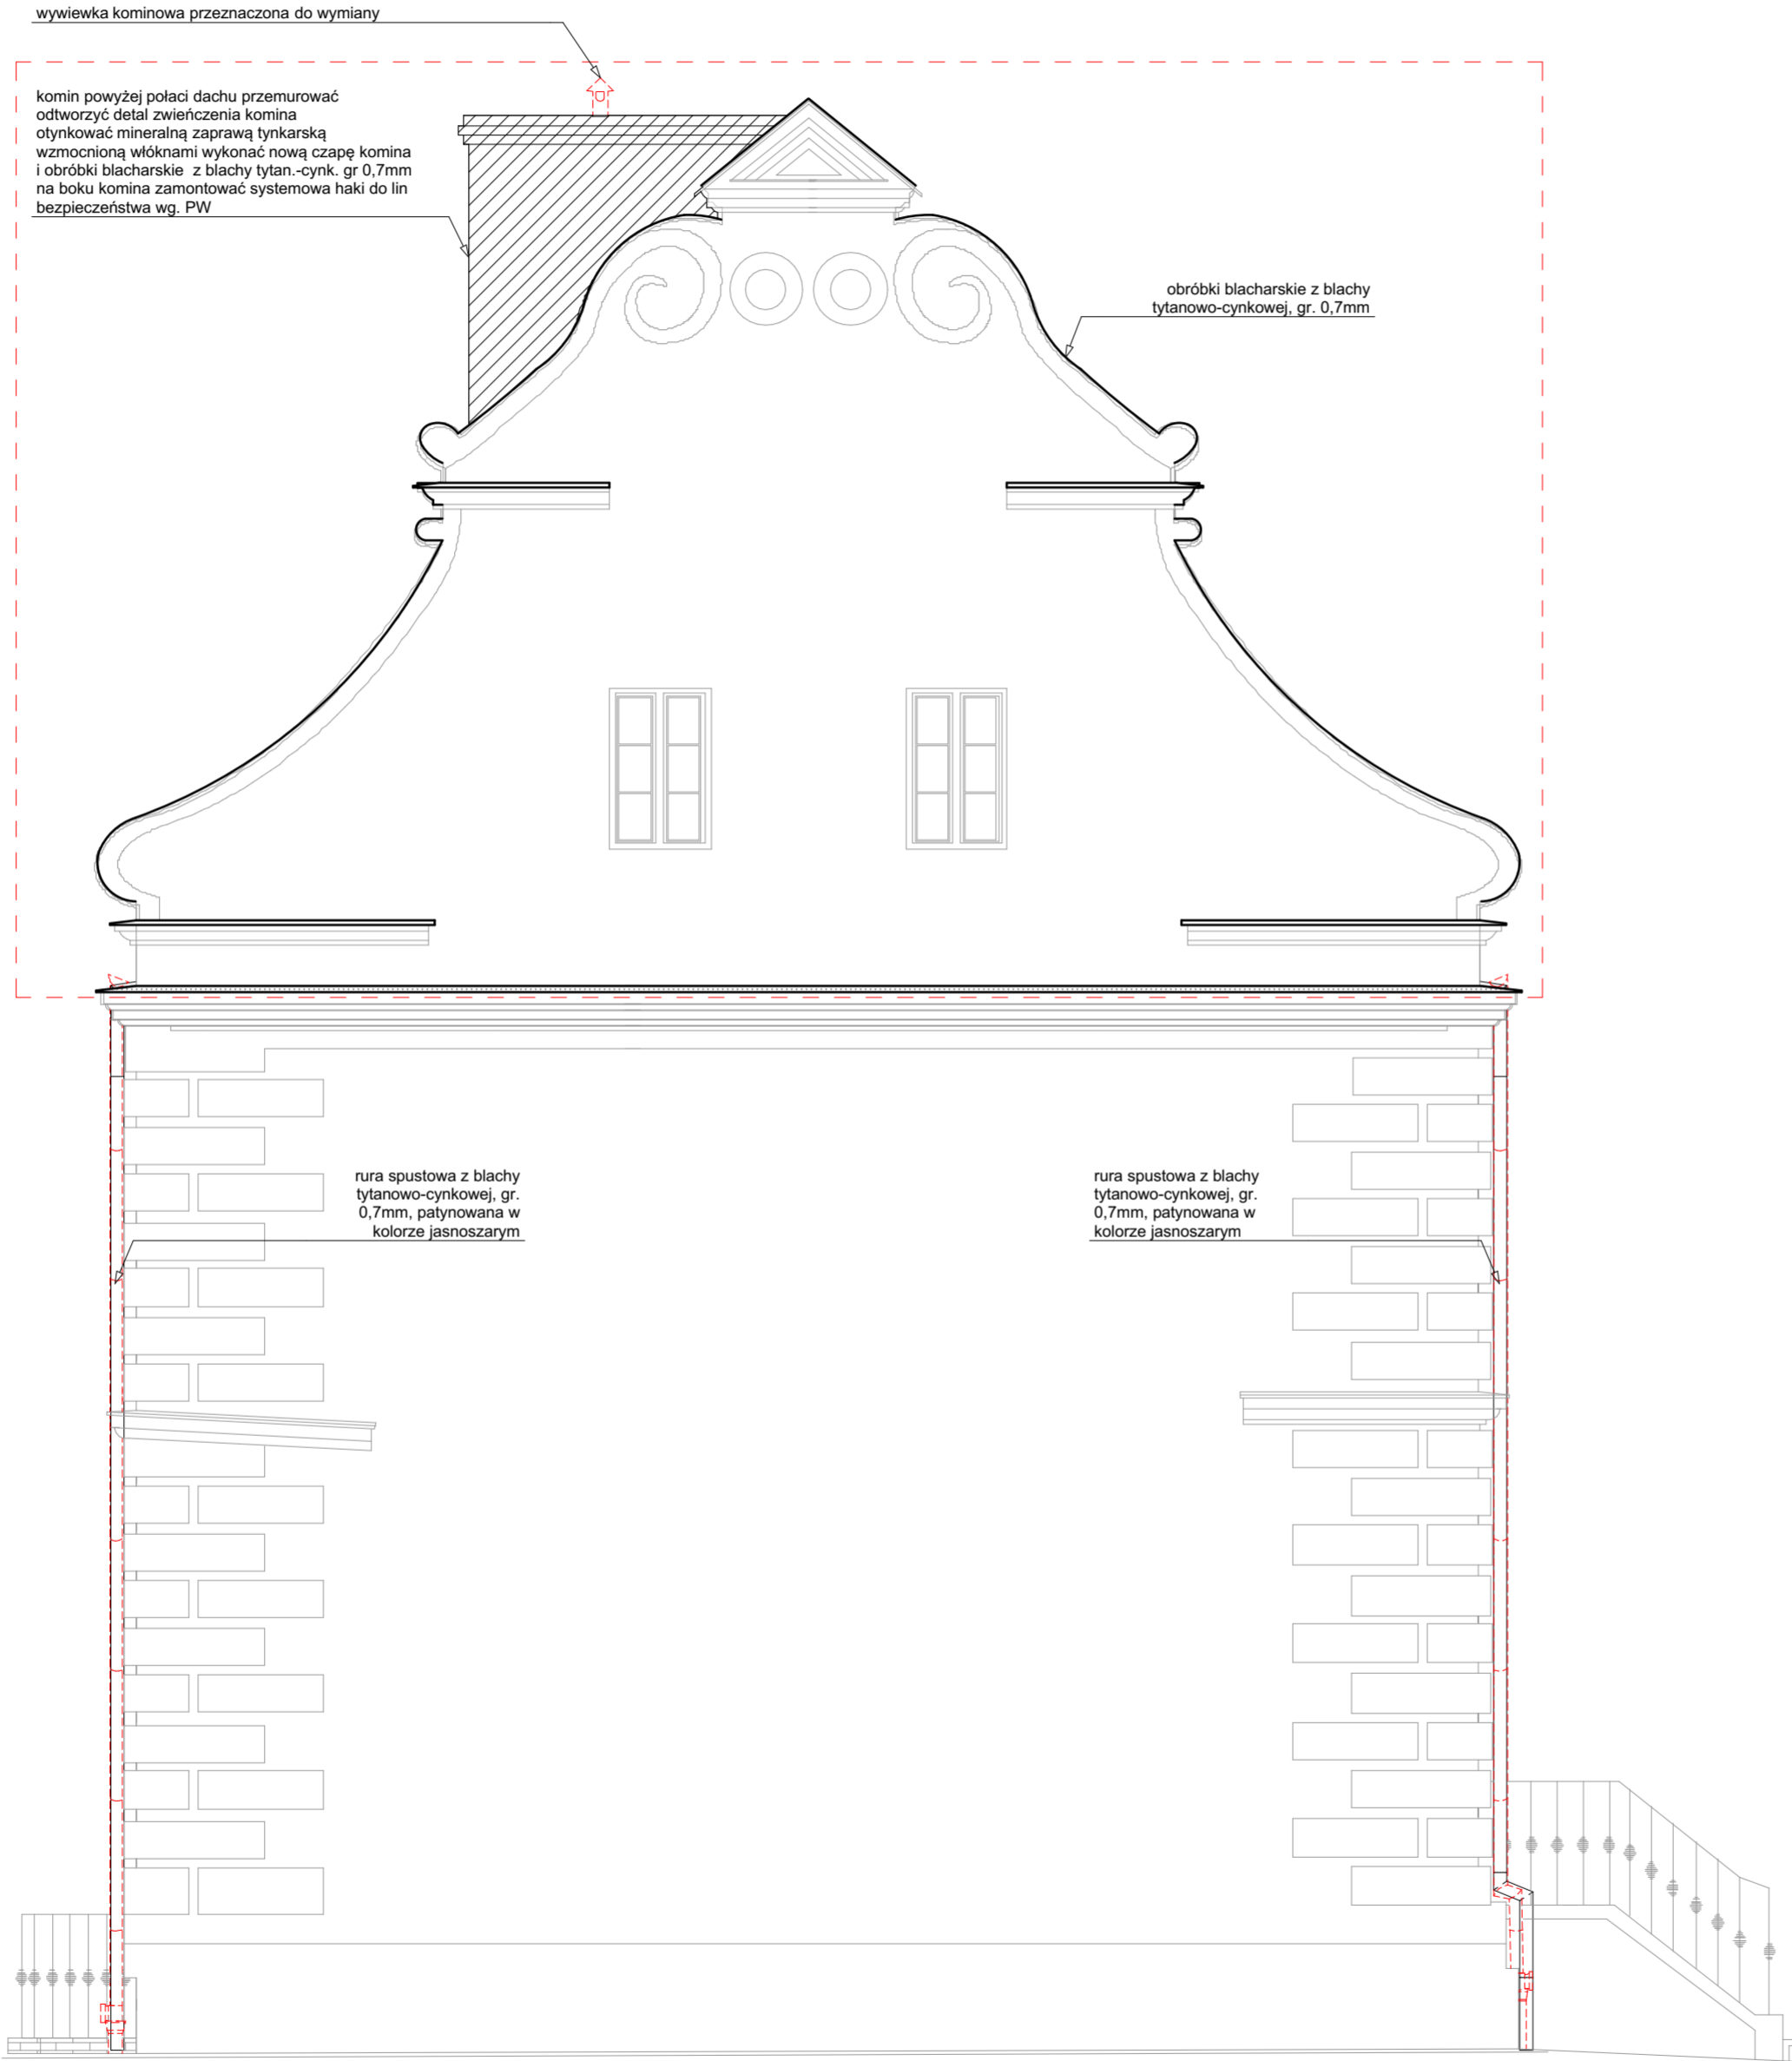 wywiewka kominowa przeznaczona do wymiany
komin powyżej połaci dachu przemurować
odtworzyć detal zwieńczenia komina
otynkować mineralną zaprawą tynkarską
wzmocnioną włóknami wykonać nową czapę komina
i obróbki blacharskie z blachy tytan.-cynk. gr 0,7mm
na boku komina zamontować systemowa haki do lin
bezpieczeństwa wg. PW
obróbki blacharskie z blachy
tytanowo-cynkowej, gr. 0,7mm
rura spustowa z blachy
tytanowo-cynkowej, gr.
0,7mm, patynowana w
kolorze jasnoszarym
rura spustowa z blachy
tytanowo-cynkowej, gr.
0,7mm, patynowana w
kolorze jasnoszarym